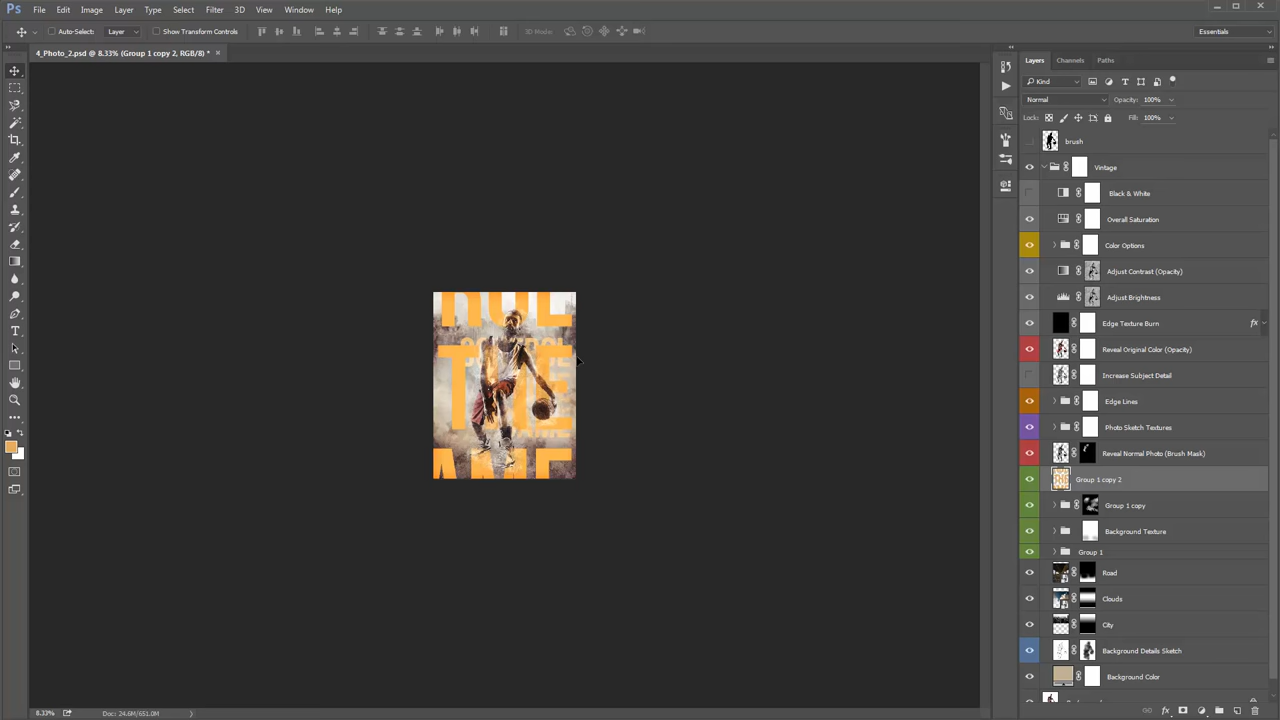 Ps File Edit Image Layer Type Select Filter 3D View Window Help
Auto-Select: Layer Show Transform Controls 3D Mode: Essentials
4_Photo_2.psd @ 8.33% (Group 1 copy 2, RGB/8) * ×
Layers Channels Paths
Kind
Normal Opacity: 100%
Lock: Fill: 100%
brush
Vintage
Black & White
Overall Saturation
Color Options
Adjust Contrast (Opacity)
Adjust Brightness
Edge Texture Burn fx
Reveal Original Color (Opacity)
Increase Subject Detail
Edge Lines
Photo Sketch Textures
Reveal Normal Photo (Brush Mask)
Group 1 copy 2
Group 1 copy
Background Texture
Group 1
Road
Clouds
City
Background Details Sketch
Background Color
RULE
THE
8.33% Doc: 24.6M/651.0M